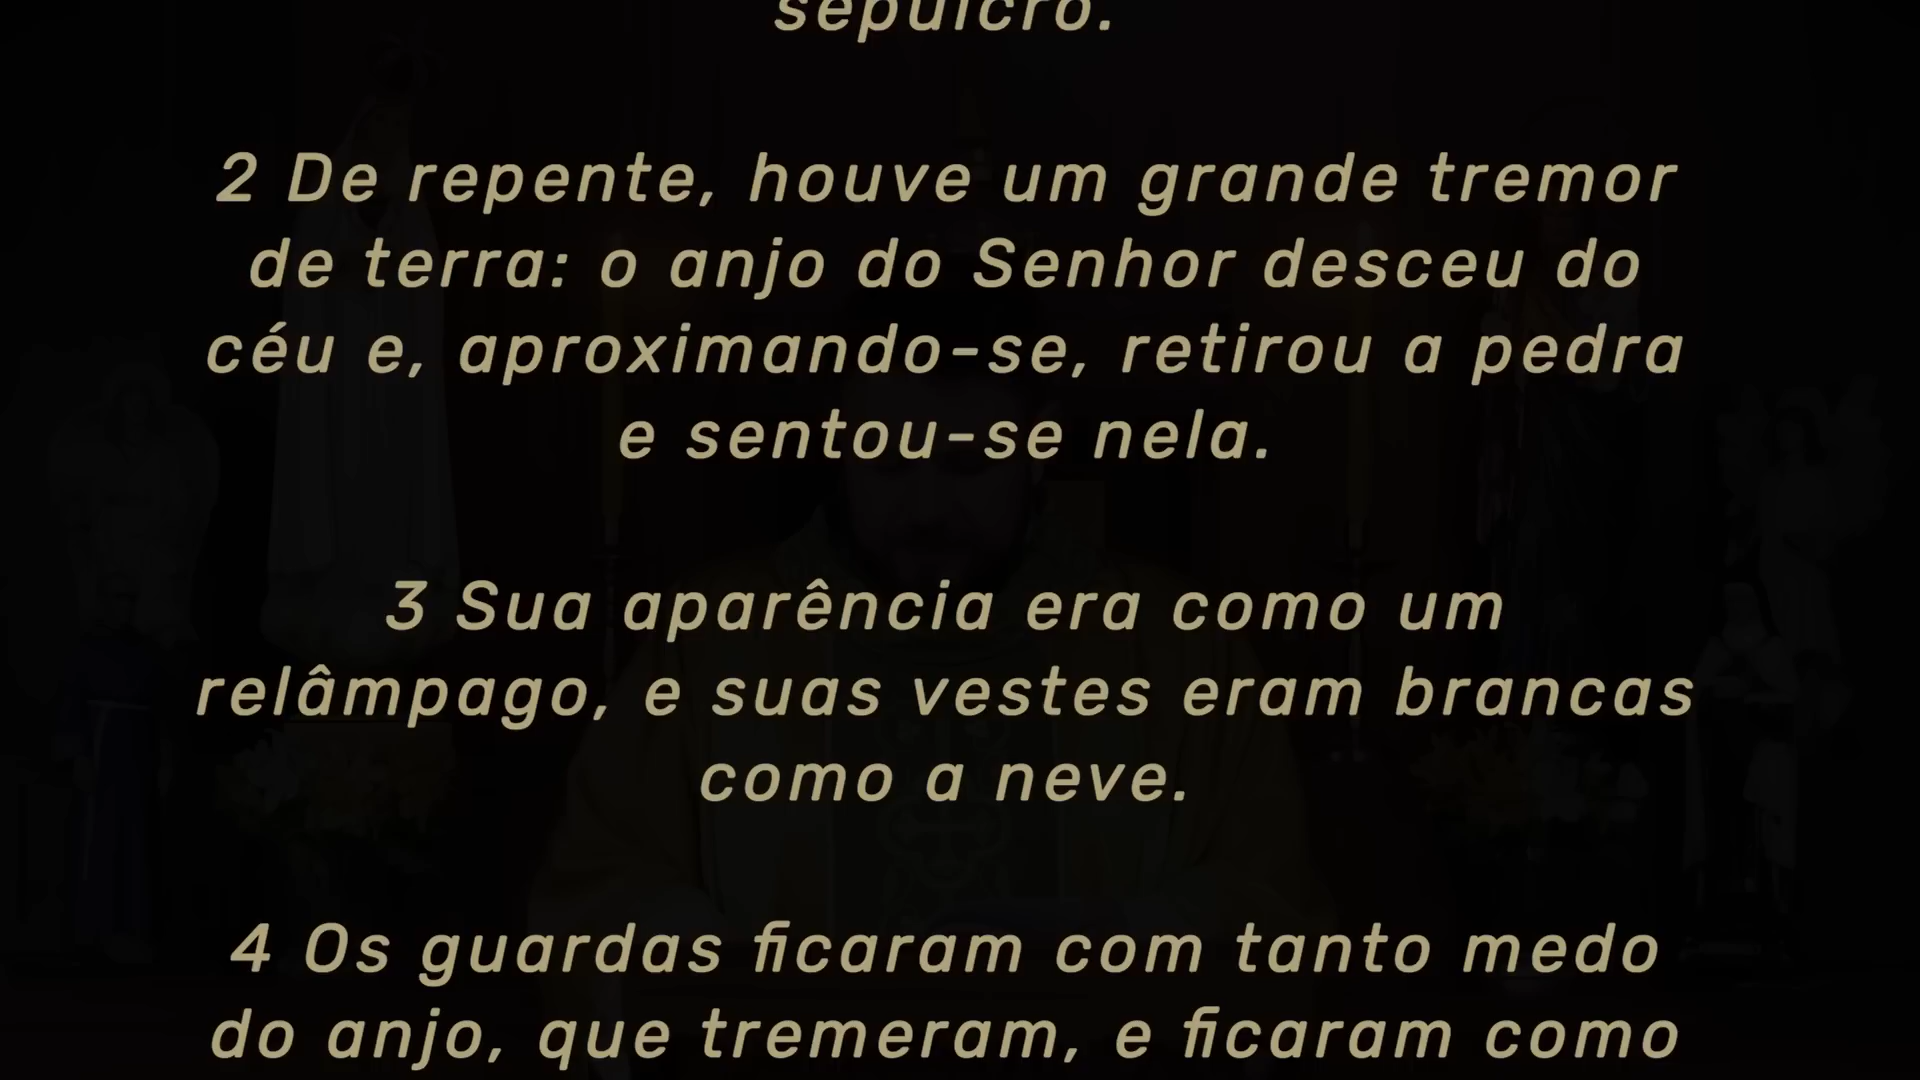 sepulcro.
2 De repente, houve um grande tremor
de terra: o anjo do Senhor desceu do
céu e, aproximando-se, retirou a pedra
e sentou-se nela.
3 Sua aparência era como um
relâmpago, e suas vestes eram brancas
como a neve.
4 Os guardas ficaram com tanto medo
do anjo, que tremeram, e ficaram como